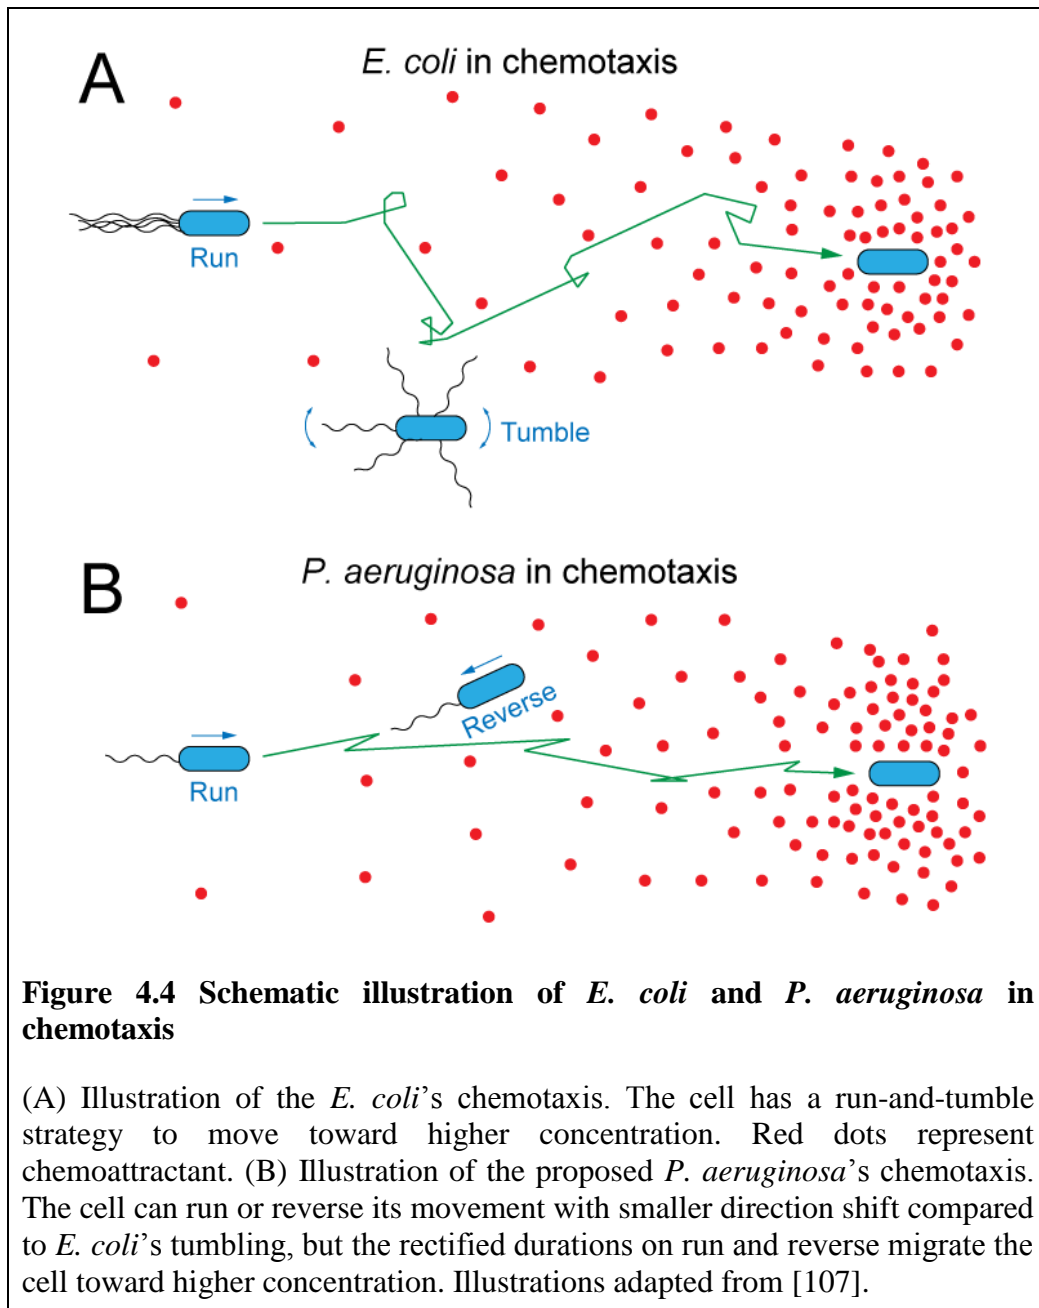 A
E. coli in chemotaxis
Run
Tumble
B
P. aeruginosa in chemotaxis
Reverse
Run
Figure 4.4 Schematic illustration of E. coli and P. aeruginosa in
chemotaxis
(A) Illustration of the E. coli’s chemotaxis. The cell has a run-and-tumble
strategy to move toward higher concentration. Red dots represent
chemoattractant. (B) Illustration of the proposed P. aeruginosa’s chemotaxis.
The cell can run or reverse its movement with smaller direction shift compared
to E. coli’s tumbling, but the rectified durations on run and reverse migrate the
cell toward higher concentration. Illustrations adapted from [107].